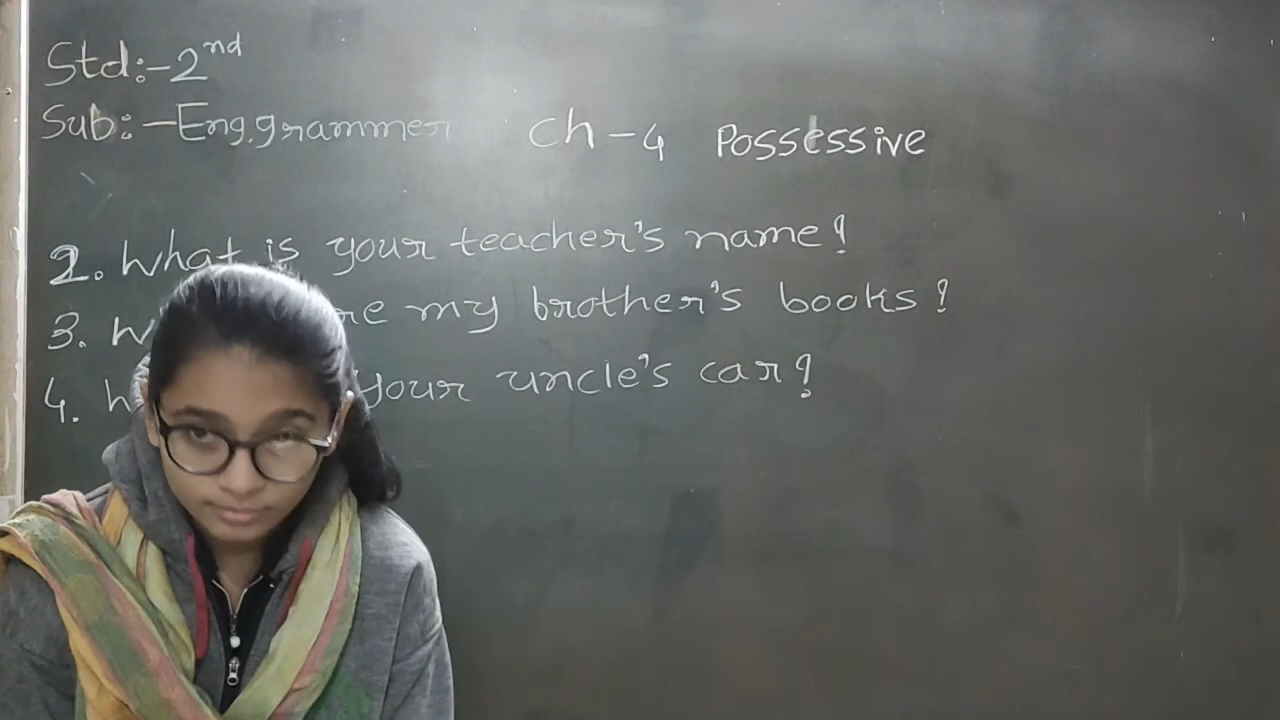 Std:-2nd
Sub:-Eng.grammer
Ch-4 Possessive
2. What is your teacher's name?
3. my brother's books?
4. your uncle's car?